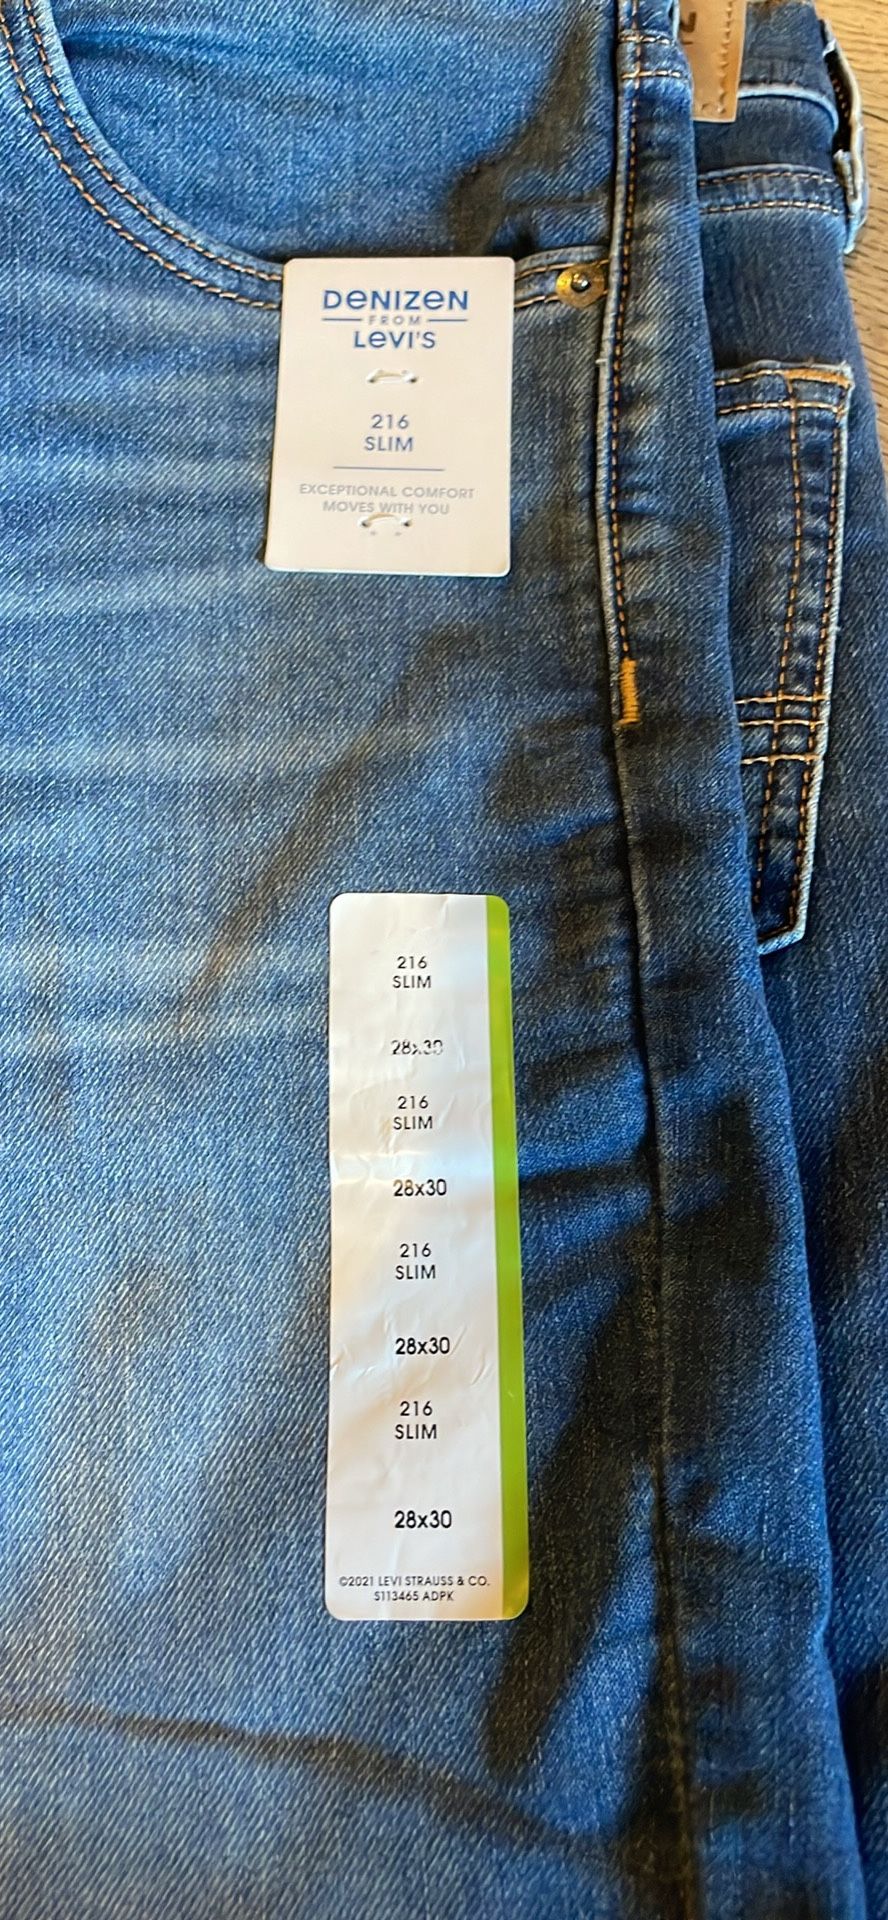 DENIZEN
FROM
LEVI'S
216
SLIM
EXCEPTIONAL COMFORT
MOVES WITH YOU
216
SLIM
28x30
216
SLIM
28x30
216
SLIM
28x30
216
SLIM
28x30
©2021 LEVI STRAUSS & CO.
S113465 ADPK